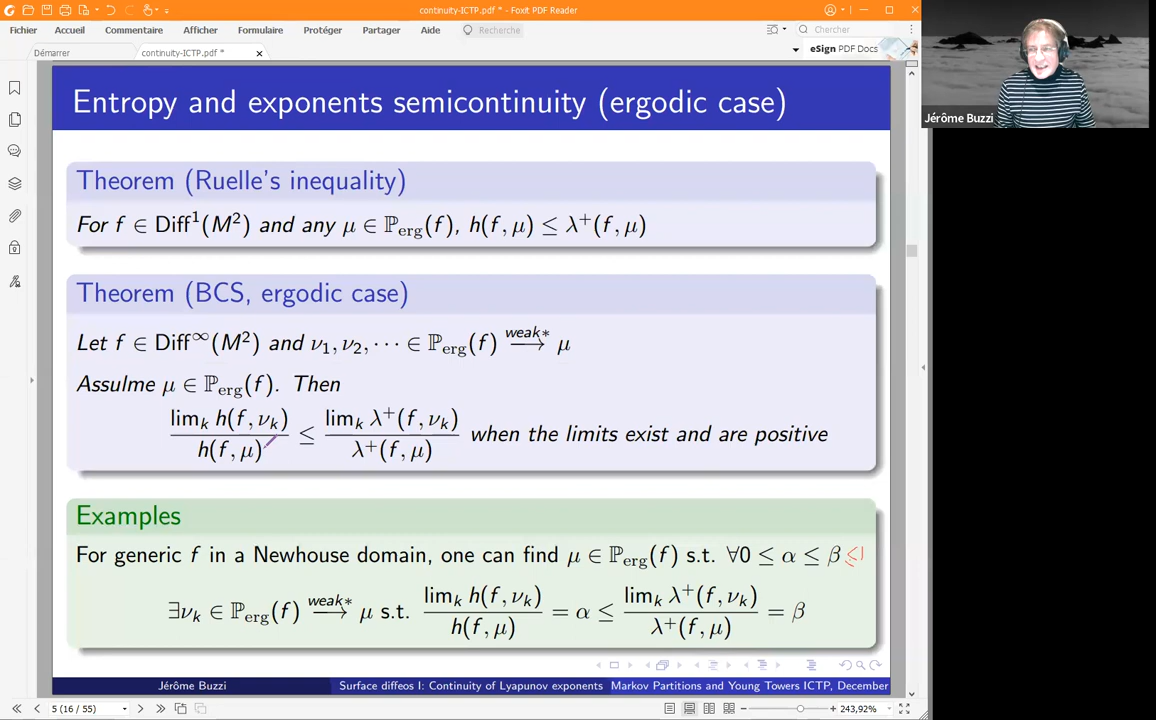 continuity-ICTP.pdf * - Foxit PDF Reader
Fichier Accueil Commentaire Afficher Formulaire Protéger Partager Aide Recherche Chercher
Démarrer continuity-ICTP.pdf * eSign PDF Docs
Entropy and exponents semicontinuity (ergodic case)
Theorem (Ruelle's inequality)
For f ∈ Diff¹(M²) and any μ ∈ ℙerg(f), h(f, μ) ≤ λ⁺(f, μ)
Theorem (BCS, ergodic case)
Let f ∈ Diff^∞(M²) and ν₁, ν₂, ··· ∈ ℙerg(f) weak∗⟶ μ
Assulme μ ∈ ℙerg(f). Then
limₖ h(f, νₖ) / h(f, μ) ≤ limₖ λ⁺(f, νₖ) / λ⁺(f, μ) when the limits exist and are positive
Examples
For generic f in a Newhouse domain, one can find μ ∈ ℙerg(f) s.t. ∀0 ≤ α ≤ β ≤1
∃νₖ ∈ ℙerg(f) weak∗⟶ μ s.t. limₖ h(f, νₖ) / h(f, μ) = α ≤ limₖ λ⁺(f, νₖ) / λ⁺(f, μ) = β
Jérôme Buzzi Surface diffeos I: Continuity of Lyapunov exponents Markov Partitions and Young Towers ICTP, December
5 (16 / 55) 243,92%
Jérôme Buzzi